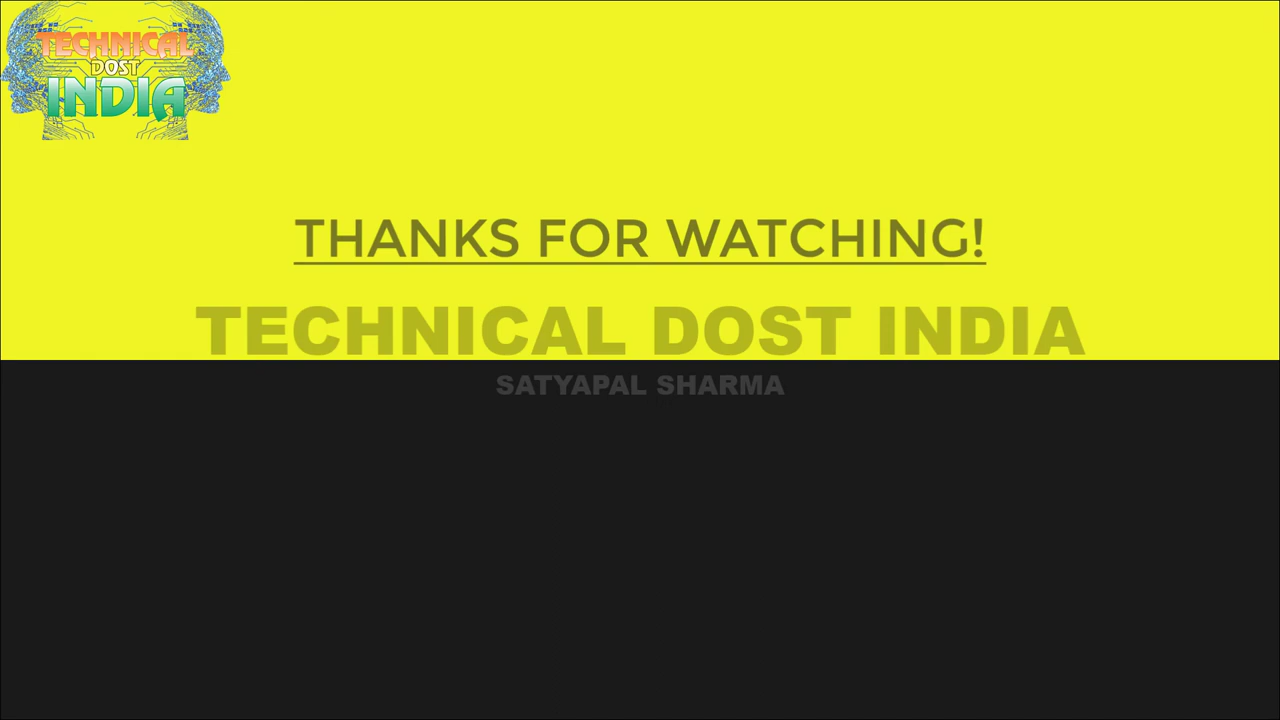 TECHNICAL
DOST
INDIA
THANKS FOR WATCHING!
TECHNICAL DOST INDIA
SATYAPAL SHARMA